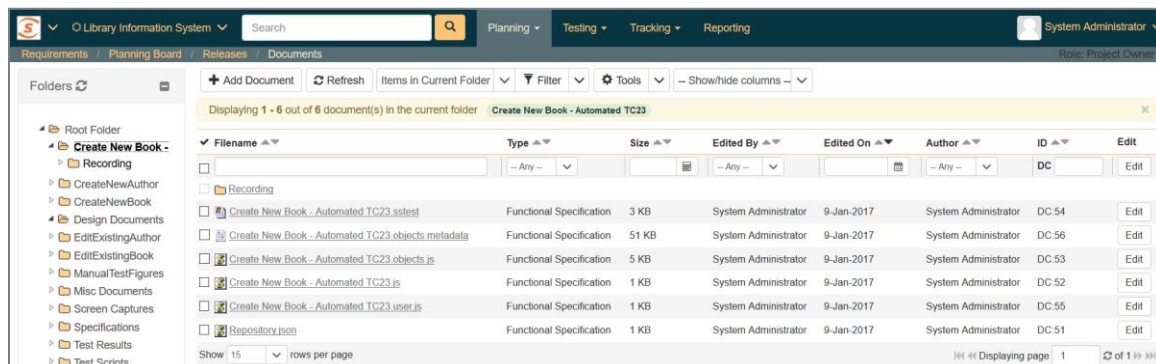 Library Information System Search Planning Testing Tracking Reporting System Administrator
Requirements / Planning Board / Releases / Documents Role: Project Owner
Folders
Add Document Refresh Items in Current Folder Filter Tools -- Show/hide columns --
Displaying 1 - 6 out of 6 document(s) in the current folder Create New Book - Automated TC23
Root Folder
Create New Book -
Recording
CreateNewAuthor
CreateNewBook
Design Documents
EditExistingAuthor
EditExistingBook
ManualTestFigures
Misc Documents
Screen Captures
Specifications
Test Results
Test Scripts
Filename Type Size Edited By Edited On Author ID Edit
-- Any -- -- Any -- -- Any -- DC Edit
Recording
Create New Book - Automated TC23.sstest Functional Specification 3 KB System Administrator 9-Jan-2017 System Administrator DC:54 Edit
Create New Book - Automated TC23.objects.metadata Functional Specification 51 KB System Administrator 9-Jan-2017 System Administrator DC:56 Edit
Create New Book - Automated TC23.objects.js Functional Specification 5 KB System Administrator 9-Jan-2017 System Administrator DC:53 Edit
Create New Book - Automated TC23.js Functional Specification 1 KB System Administrator 9-Jan-2017 System Administrator DC:52 Edit
Create New Book - Automated TC23.user.js Functional Specification 1 KB System Administrator 9-Jan-2017 System Administrator DC:55 Edit
Repository.json Functional Specification 1 KB System Administrator 9-Jan-2017 System Administrator DC:51 Edit
Show 15 rows per page Displaying page 1 of 1